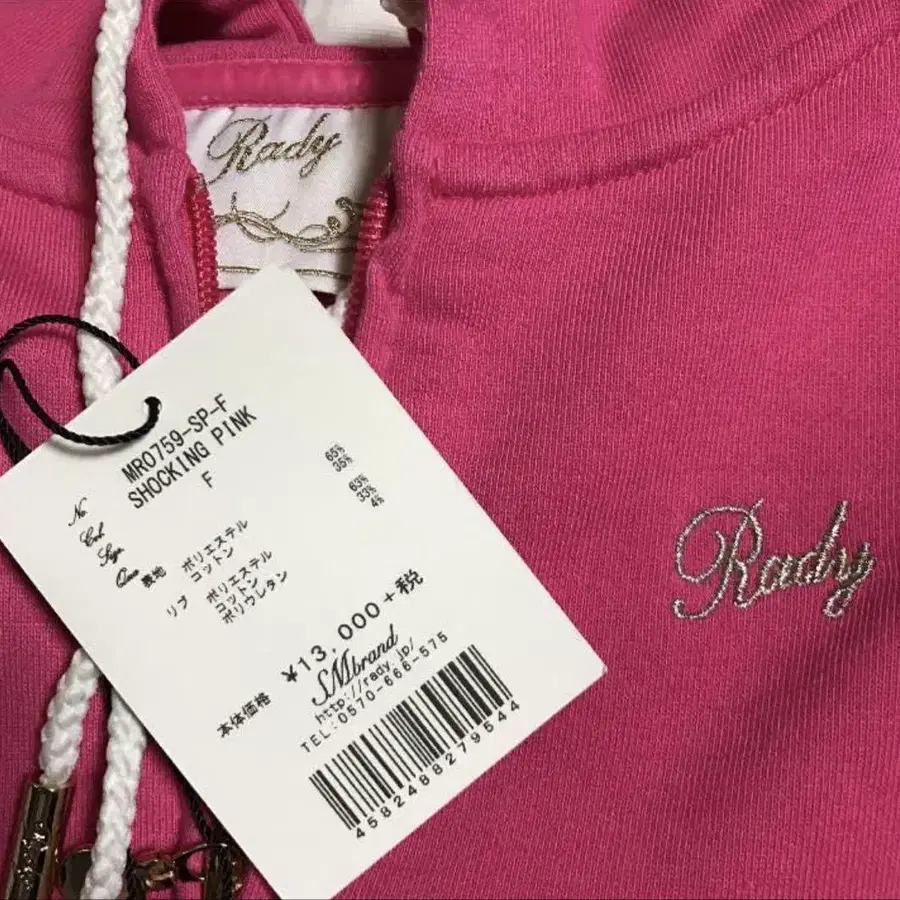 Rady
No MR0759-SP-F
Col SHOCKING PINK
Sz F
Qua 表地 ポリエステル 65%
コットン 35%
リブ ポリエステル 63%
コットン 33%
ポリウレタン 4%
本体価格 ¥13,000+税
SMbrand
http://rady.jp/
TEL:0570-666-575
4582488279544
Rady